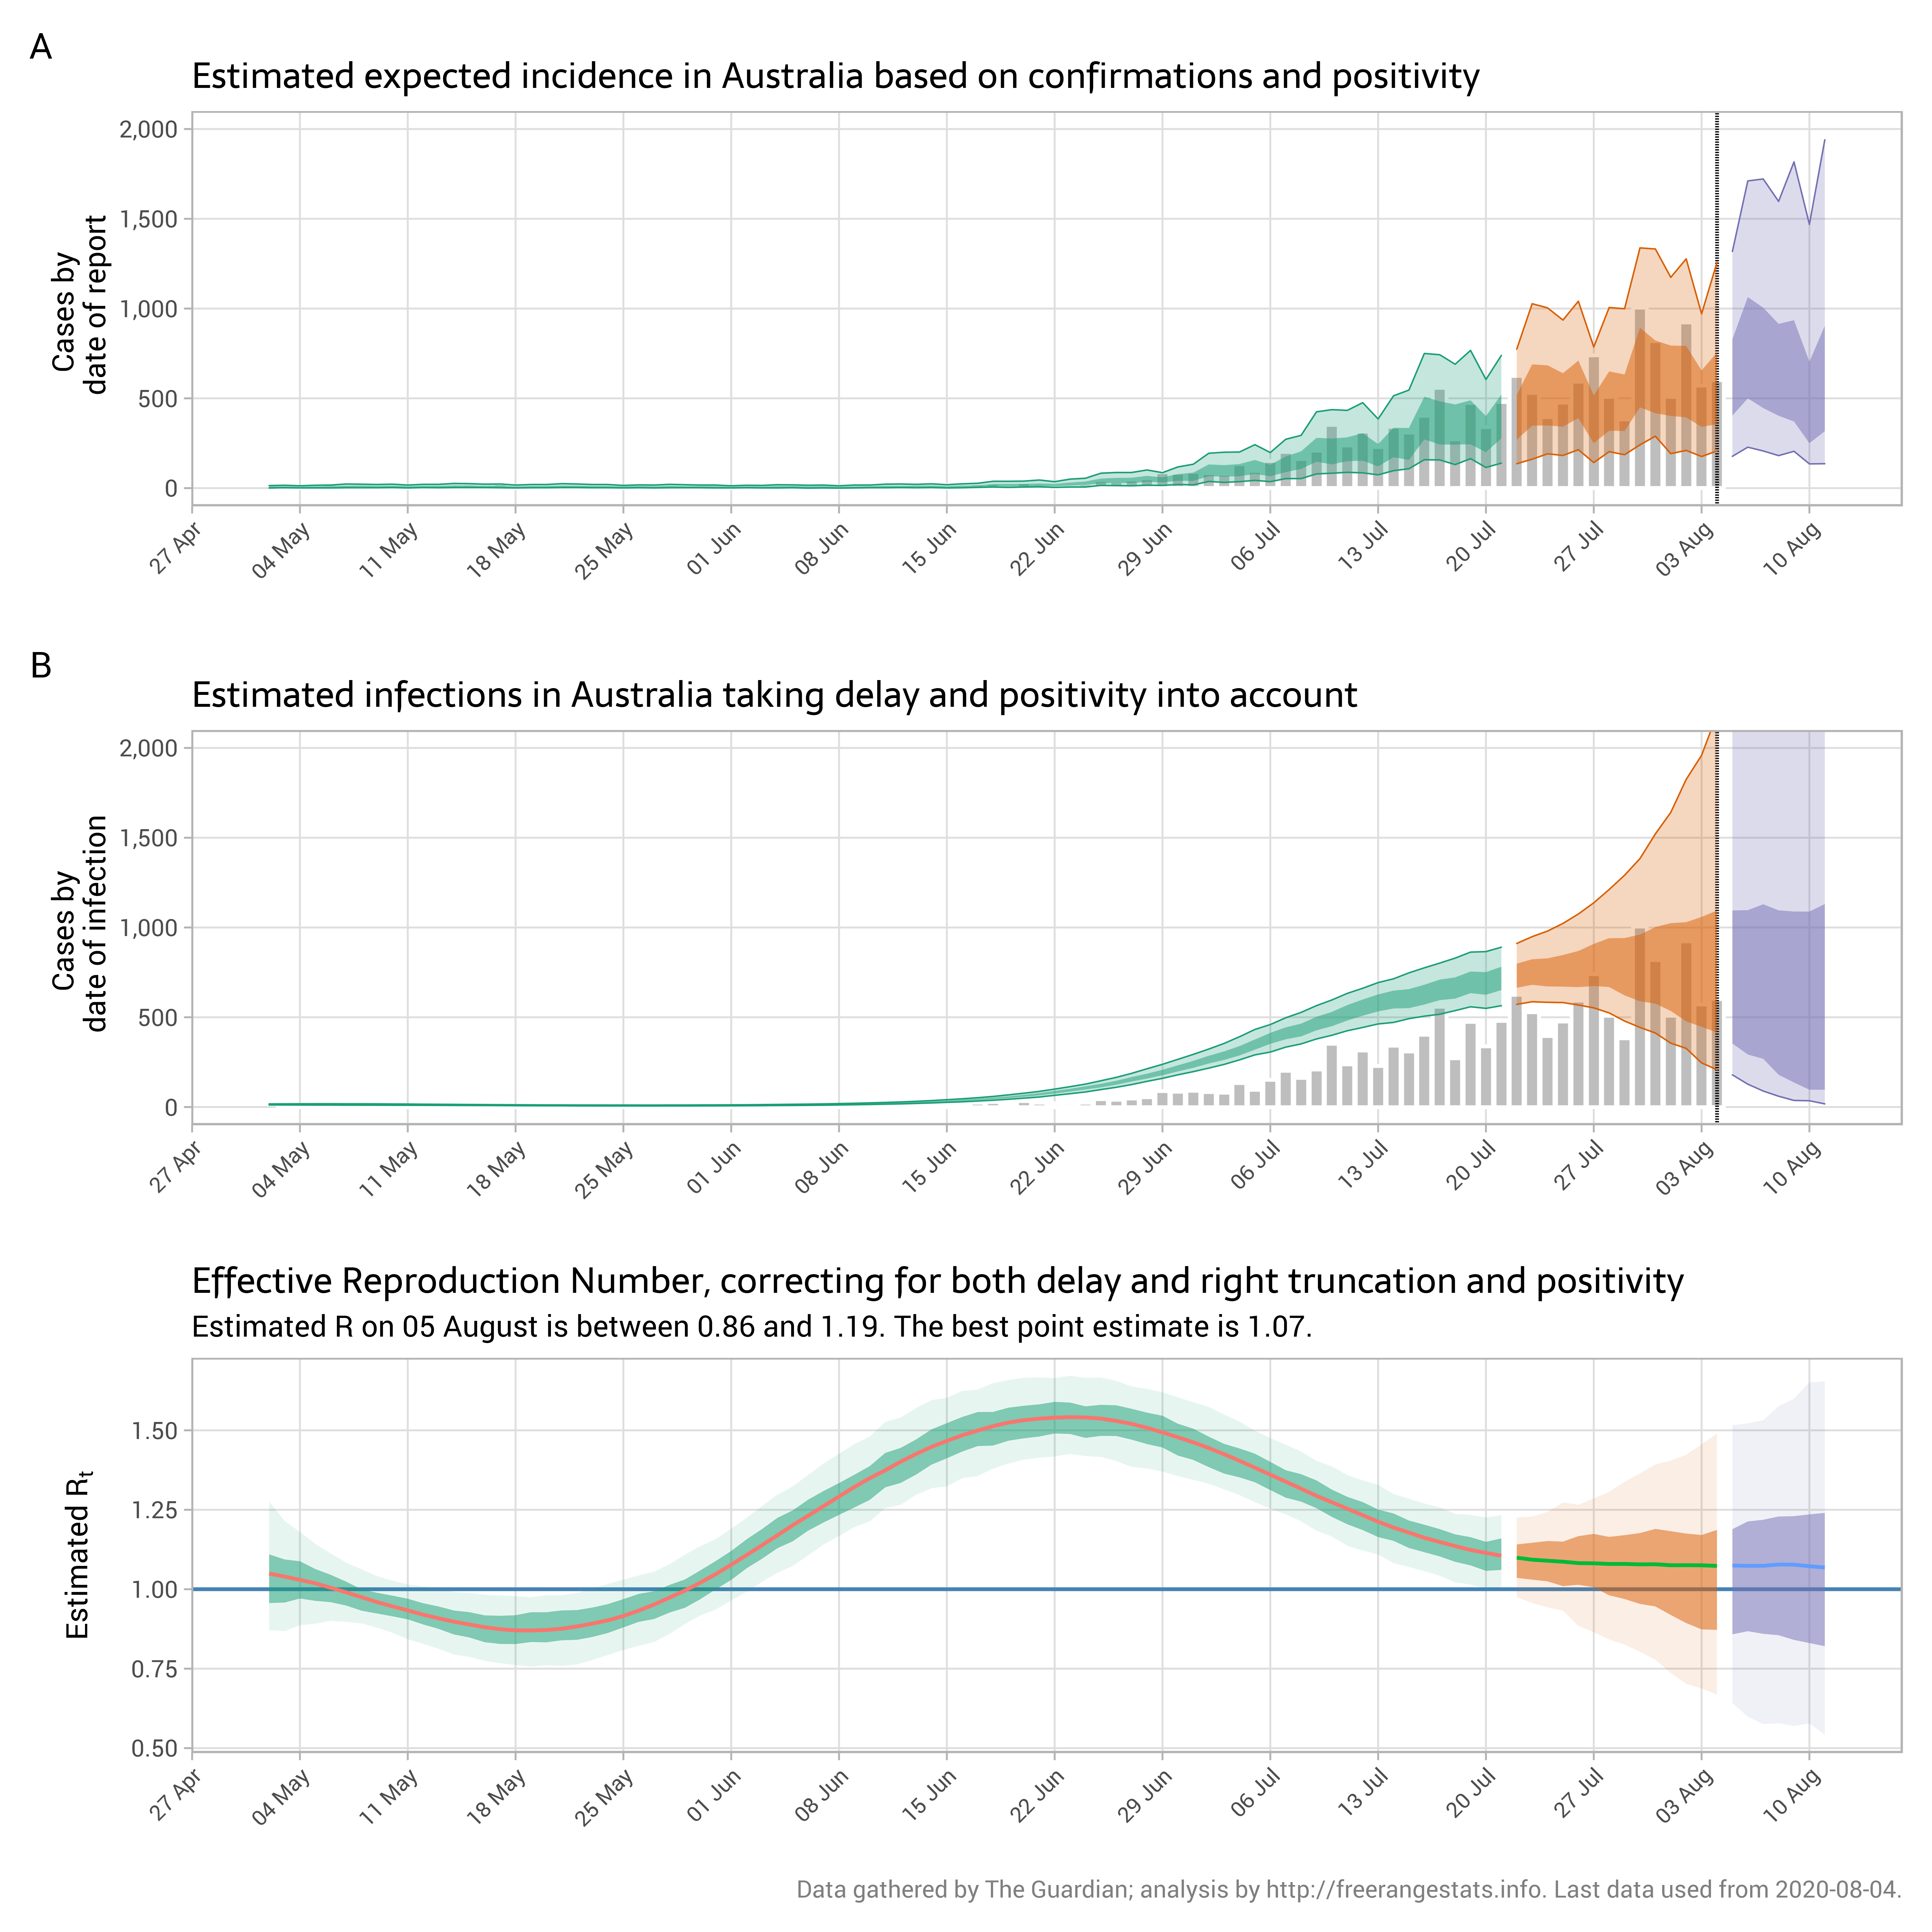 A
Estimated expected incidence in Australia based on confirmations and positivity
Cases by
date of report
2,000
1,500
1,000
500
0
27 Apr
04 May
11 May
18 May
25 May
01 Jun
08 Jun
15 Jun
22 Jun
29 Jun
06 Jul
13 Jul
20 Jul
27 Jul
03 Aug
10 Aug
B
Estimated infections in Australia taking delay and positivity into account
Cases by
date of infection
2,000
1,500
1,000
500
0
27 Apr
04 May
11 May
18 May
25 May
01 Jun
08 Jun
15 Jun
22 Jun
29 Jun
06 Jul
13 Jul
20 Jul
27 Jul
03 Aug
10 Aug
Effective Reproduction Number, correcting for both delay and right truncation and positivity
Estimated R on 05 August is between 0.86 and 1.19. The best point estimate is 1.07.
Estimated Rt
1.50
1.25
1.00
0.75
0.50
27 Apr
04 May
11 May
18 May
25 May
01 Jun
08 Jun
15 Jun
22 Jun
29 Jun
06 Jul
13 Jul
20 Jul
27 Jul
03 Aug
10 Aug
Data gathered by The Guardian; analysis by http://freerangestats.info. Last data used from 2020-08-04.